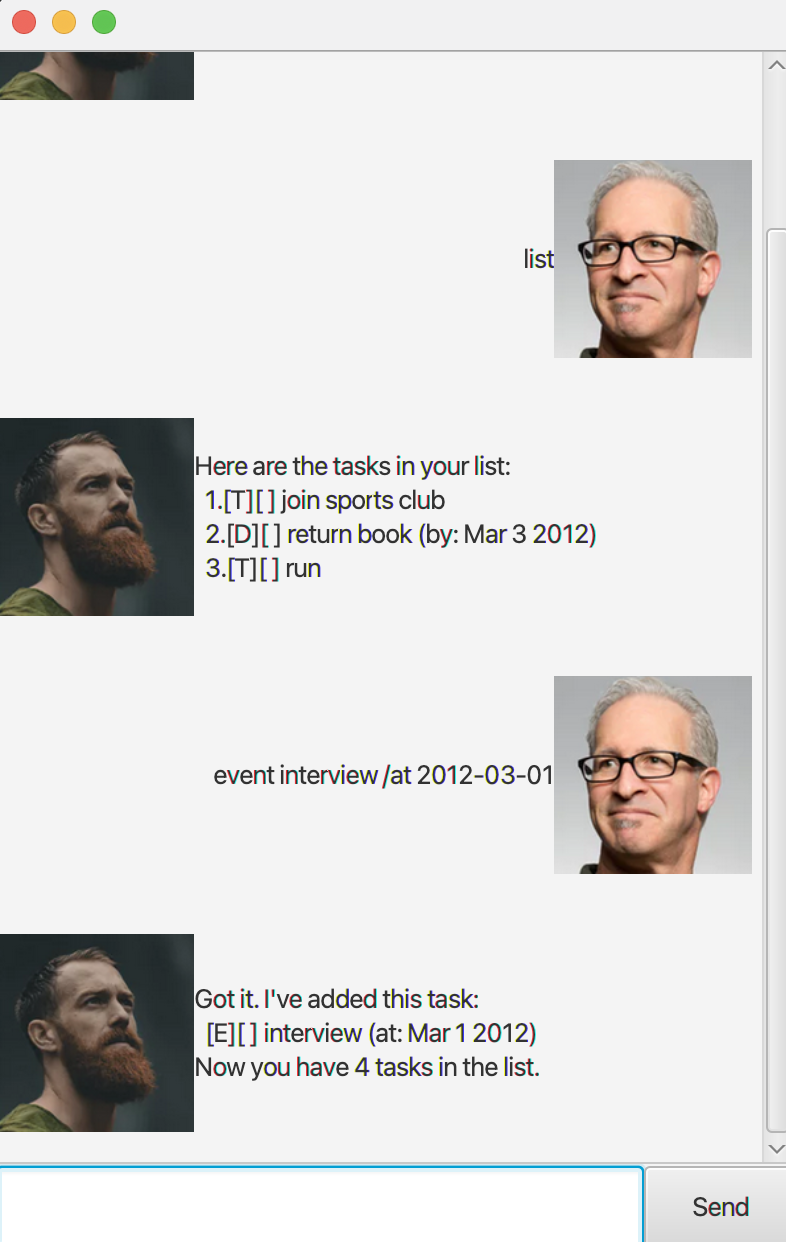 list
Here are the tasks in your list:
1.[T][ ] join sports club
2.[D][ ] return book (by: Mar 3 2012)
3.[T][ ] run
event interview /at 2012-03-01
Got it. I've added this task:
[E][ ] interview (at: Mar 1 2012)
Now you have 4 tasks in the list.
Send